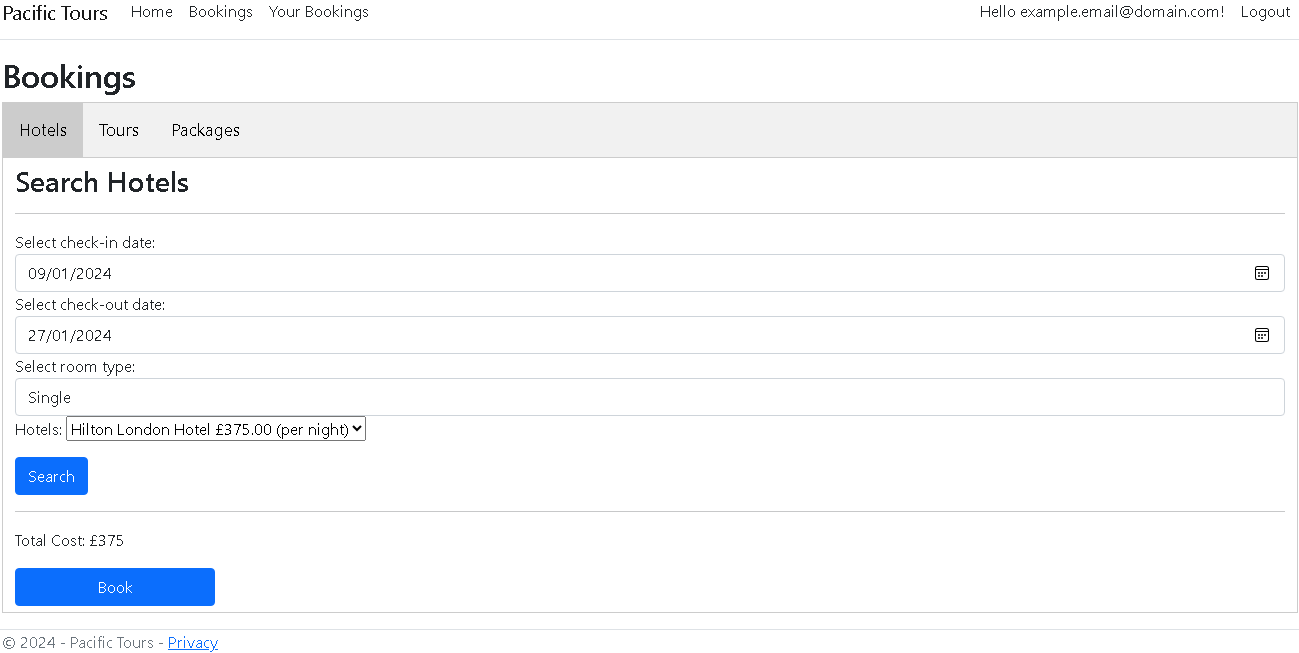 Pacific Tours Home Bookings Your Bookings Hello example.email@domain.com! Logout
Bookings
Hotels Tours Packages
Search Hotels
Select check-in date:
09/01/2024
Select check-out date:
27/01/2024
Select room type:
Single
Hotels: Hilton London Hotel £375.00 (per night)
Search
Total Cost: £375
Book
© 2024 - Pacific Tours - Privacy